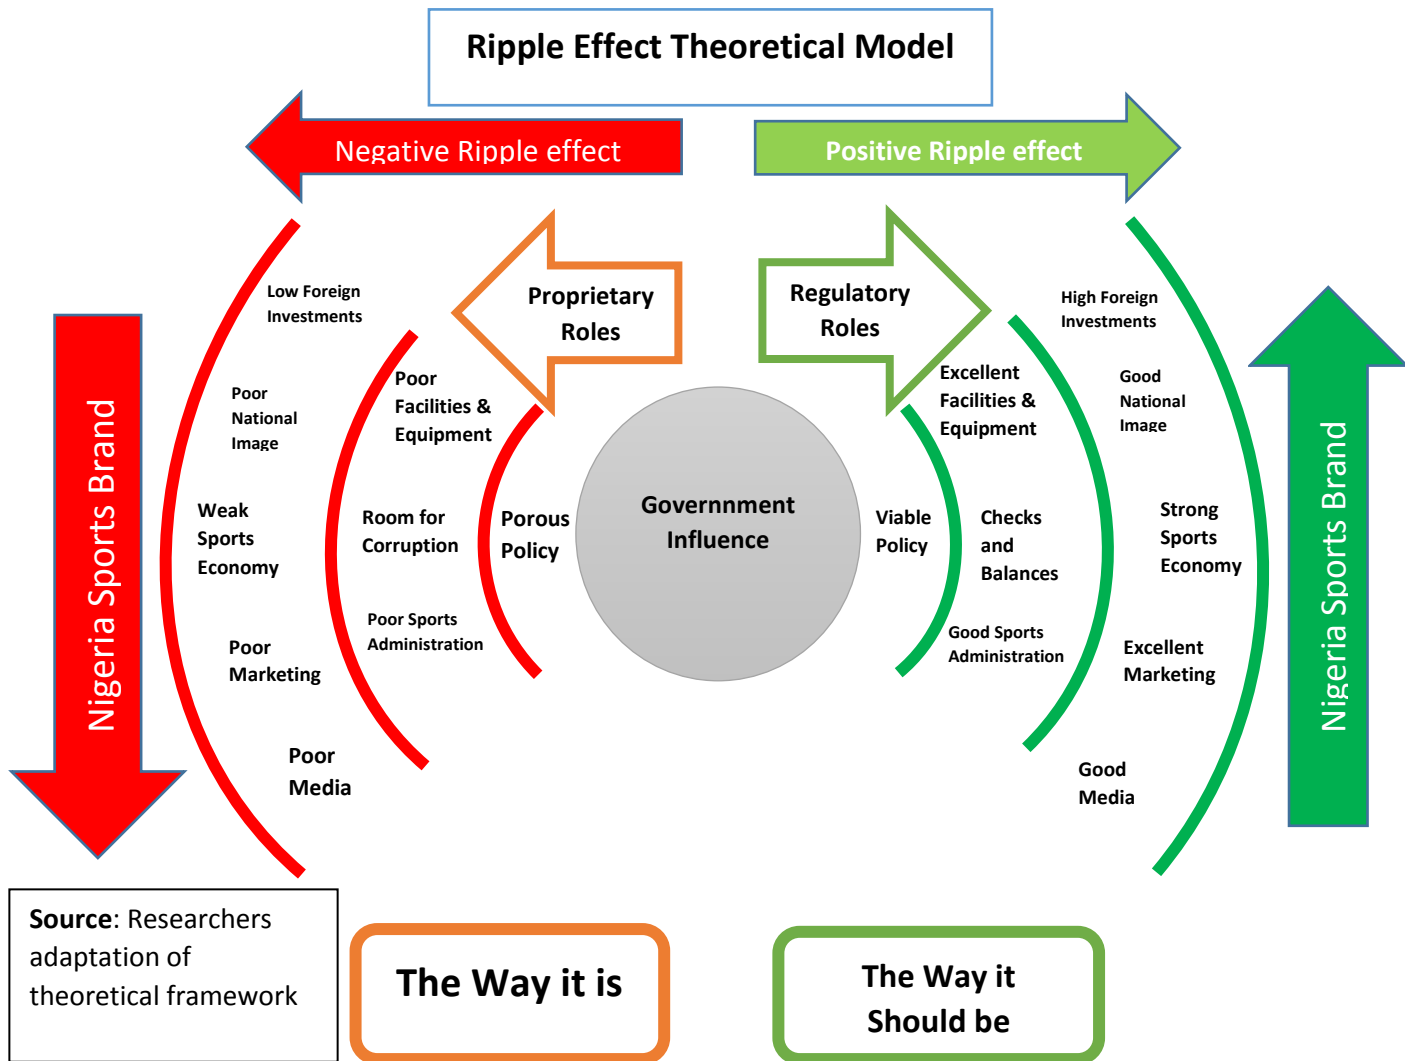 Ripple Effect Theoretical Model
Negative Ripple effect
Positive Ripple effect
Proprietary
Roles
Regulatory
Roles
Low Foreign
Investments
Poor
National
Image
Weak
Sports
Economy
Poor
Marketing
Poor
Media
Poor
Facilities &
Equipment
Room for
Corruption
Poor Sports
Administration
Porous
Policy
Governnment
Influence
Viable
Policy
Excellent
Facilities &
Equipment
Checks
and
Balances
Good Sports
Administration
High Foreign
Investments
Good
National
Image
Strong
Sports
Economy
Excellent
Marketing
Good
Media
Nigeria Sports Brand
Nigeria Sports Brand
Source: Researchers
adaptation of
theoretical framework
The Way it is
The Way it
Should be